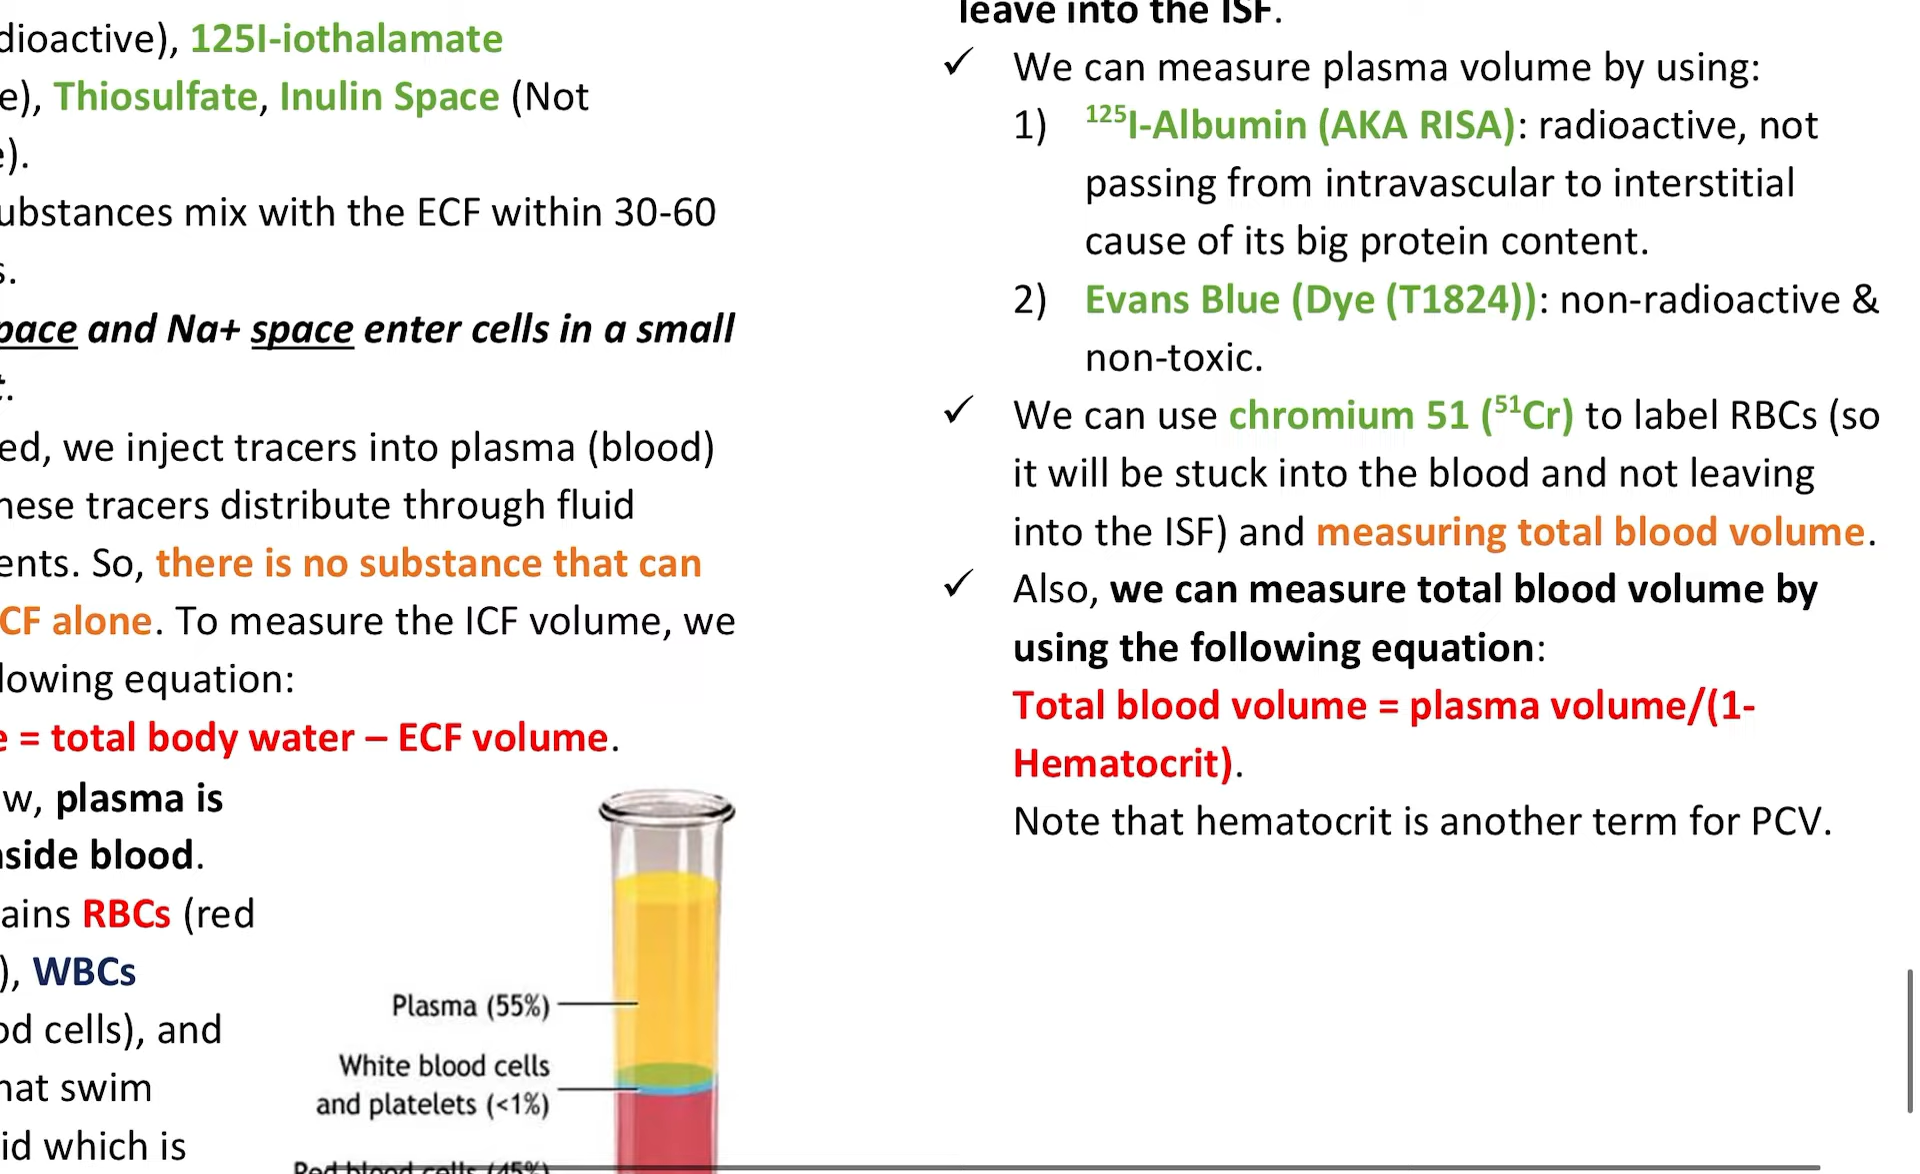 dioactive), 125I-iothalamate
e), Thiosulfate, Inulin Space (Not
e).
ubstances mix with the ECF within 30-60
s.
pace and Na+ space enter cells in a small
t.
ed, we inject tracers into plasma (blood)
hese tracers distribute through fluid
ents. So, there is no substance that can
CF alone. To measure the ICF volume, we
lowing equation:
e = total body water – ECF volume.
w, plasma is
nside blood.
ains RBCs (red
), WBCs
od cells), and
hat swim
id which is
Plasma (55%)
White blood cells
and platelets (<1%)
Red blood cells (45%)
leave into the ISF.
✓ We can measure plasma volume by using:
1) ¹²⁵I-Albumin (AKA RISA): radioactive, not
passing from intravascular to interstitial
cause of its big protein content.
2) Evans Blue (Dye (T1824)): non-radioactive &
non-toxic.
✓ We can use chromium 51 (⁵¹Cr) to label RBCs (so
it will be stuck into the blood and not leaving
into the ISF) and measuring total blood volume.
✓ Also, we can measure total blood volume by
using the following equation:
Total blood volume = plasma volume/(1-
Hematocrit).
Note that hematocrit is another term for PCV.